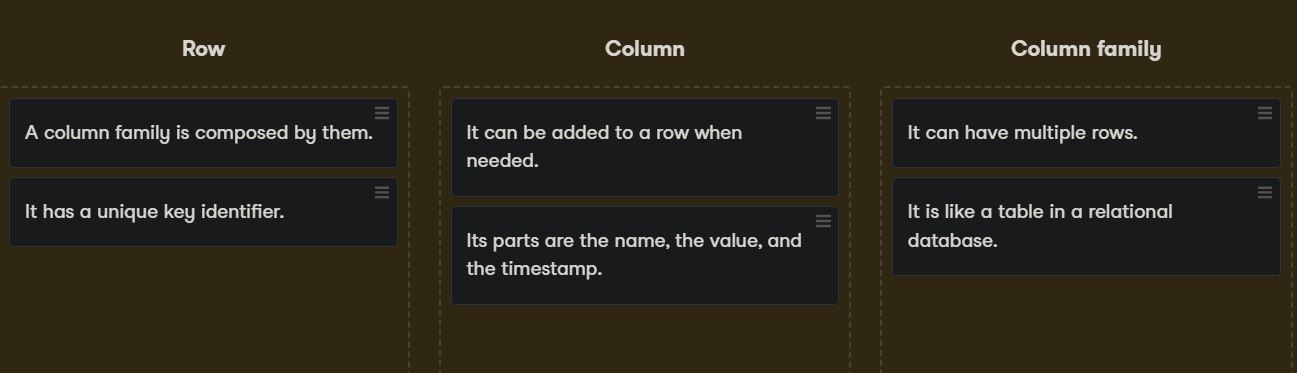 Row
A column family is composed by them.
It has a unique key identifier.
Column
It can be added to a row when
needed.
Its parts are the name, the value, and
the timestamp.
Column family
It can have multiple rows.
It is like a table in a relational
database.